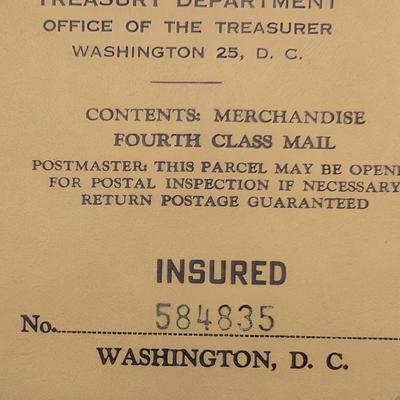 TREASURY DEPARTMENT
OFFICE OF THE TREASURER
WASHINGTON 25, D. C.
CONTENTS: MERCHANDISE
FOURTH CLASS MAIL
POSTMASTER: THIS PARCEL MAY BE OPENE
FOR POSTAL INSPECTION IF NECESSARY
RETURN POSTAGE GUARANTEED
INSURED
No. 584835
WASHINGTON, D. C.